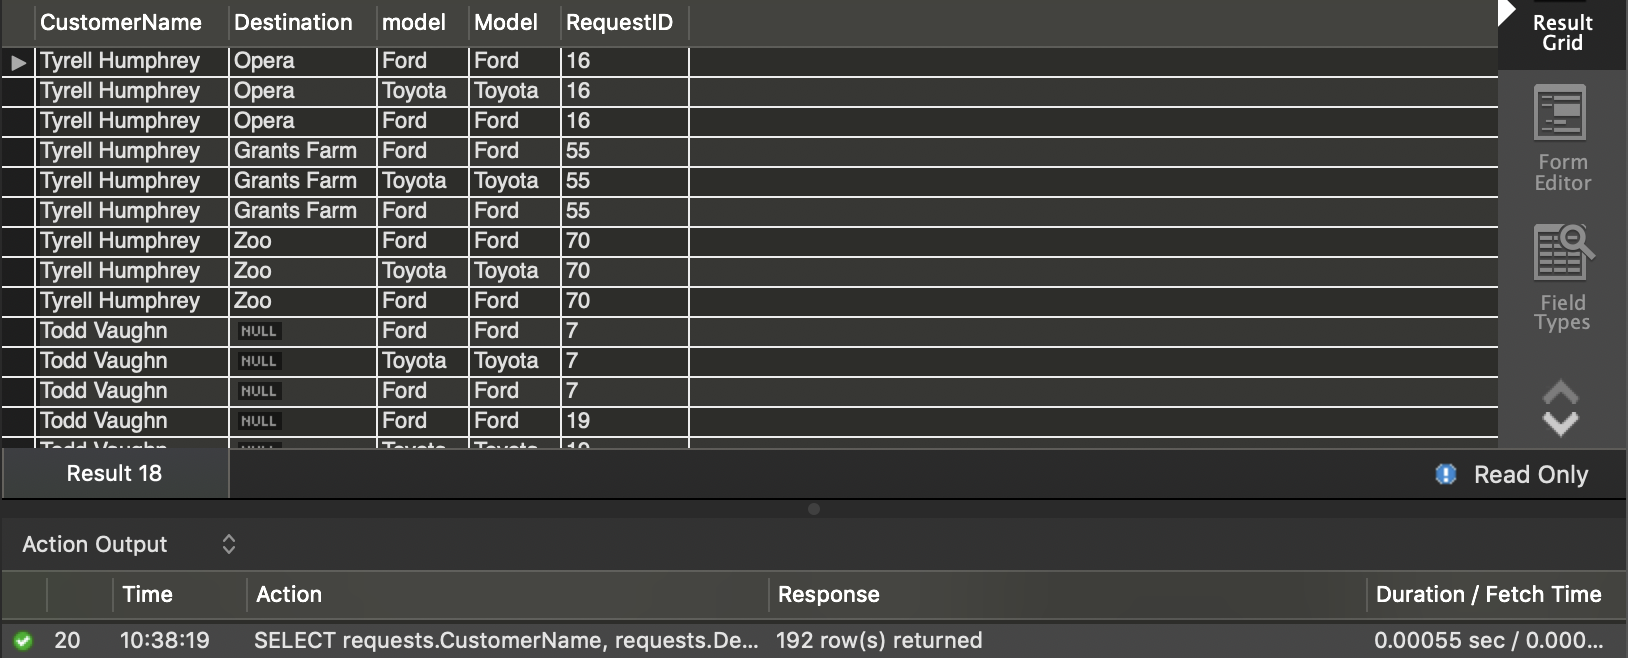 CustomerName Destination model Model RequestID
Tyrell Humphrey Opera Ford Ford 16
Tyrell Humphrey Opera Toyota Toyota 16
Tyrell Humphrey Opera Ford Ford 16
Tyrell Humphrey Grants Farm Ford Ford 55
Tyrell Humphrey Grants Farm Toyota Toyota 55
Tyrell Humphrey Grants Farm Ford Ford 55
Tyrell Humphrey Zoo Ford Ford 70
Tyrell Humphrey Zoo Toyota Toyota 70
Tyrell Humphrey Zoo Ford Ford 70
Todd Vaughn NULL Ford Ford 7
Todd Vaughn NULL Toyota Toyota 7
Todd Vaughn NULL Ford Ford 7
Todd Vaughn NULL Ford Ford 19
Result
Grid
Form
Editor
Field
Types
Result 18
Read Only
Action Output
Time Action Response Duration / Fetch Time
20 10:38:19 SELECT requests.CustomerName, requests.De... 192 row(s) returned 0.00055 sec / 0.000...